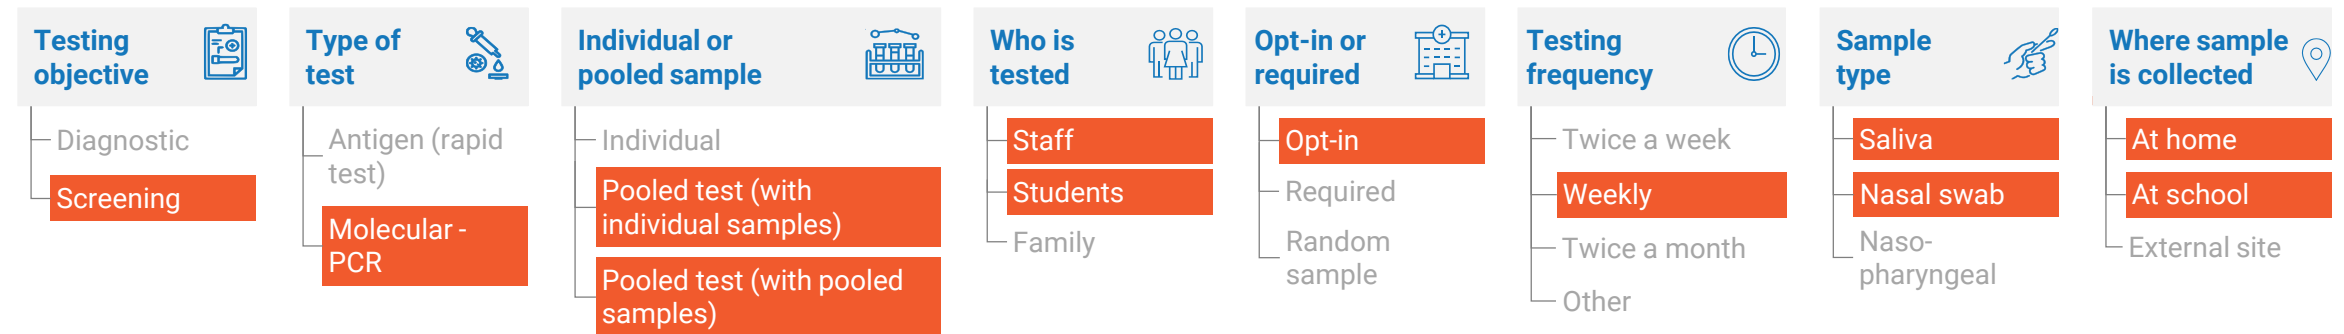 Testing
objective
Diagnostic
Screening
Type of
test
Antigen (rapid
test)
Molecular -
PCR
Individual or
pooled sample
Individual
Pooled test (with
individual samples)
Pooled test (with pooled
samples)
Who is
tested
Staff
Students
Family
Opt-in or
required
Opt-in
Required
Random
sample
Testing
frequency
Twice a week
Weekly
Twice a month
Other
Sample
type
Saliva
Nasal swab
Naso-
pharyngeal
Where sample
is collected
At home
At school
External site